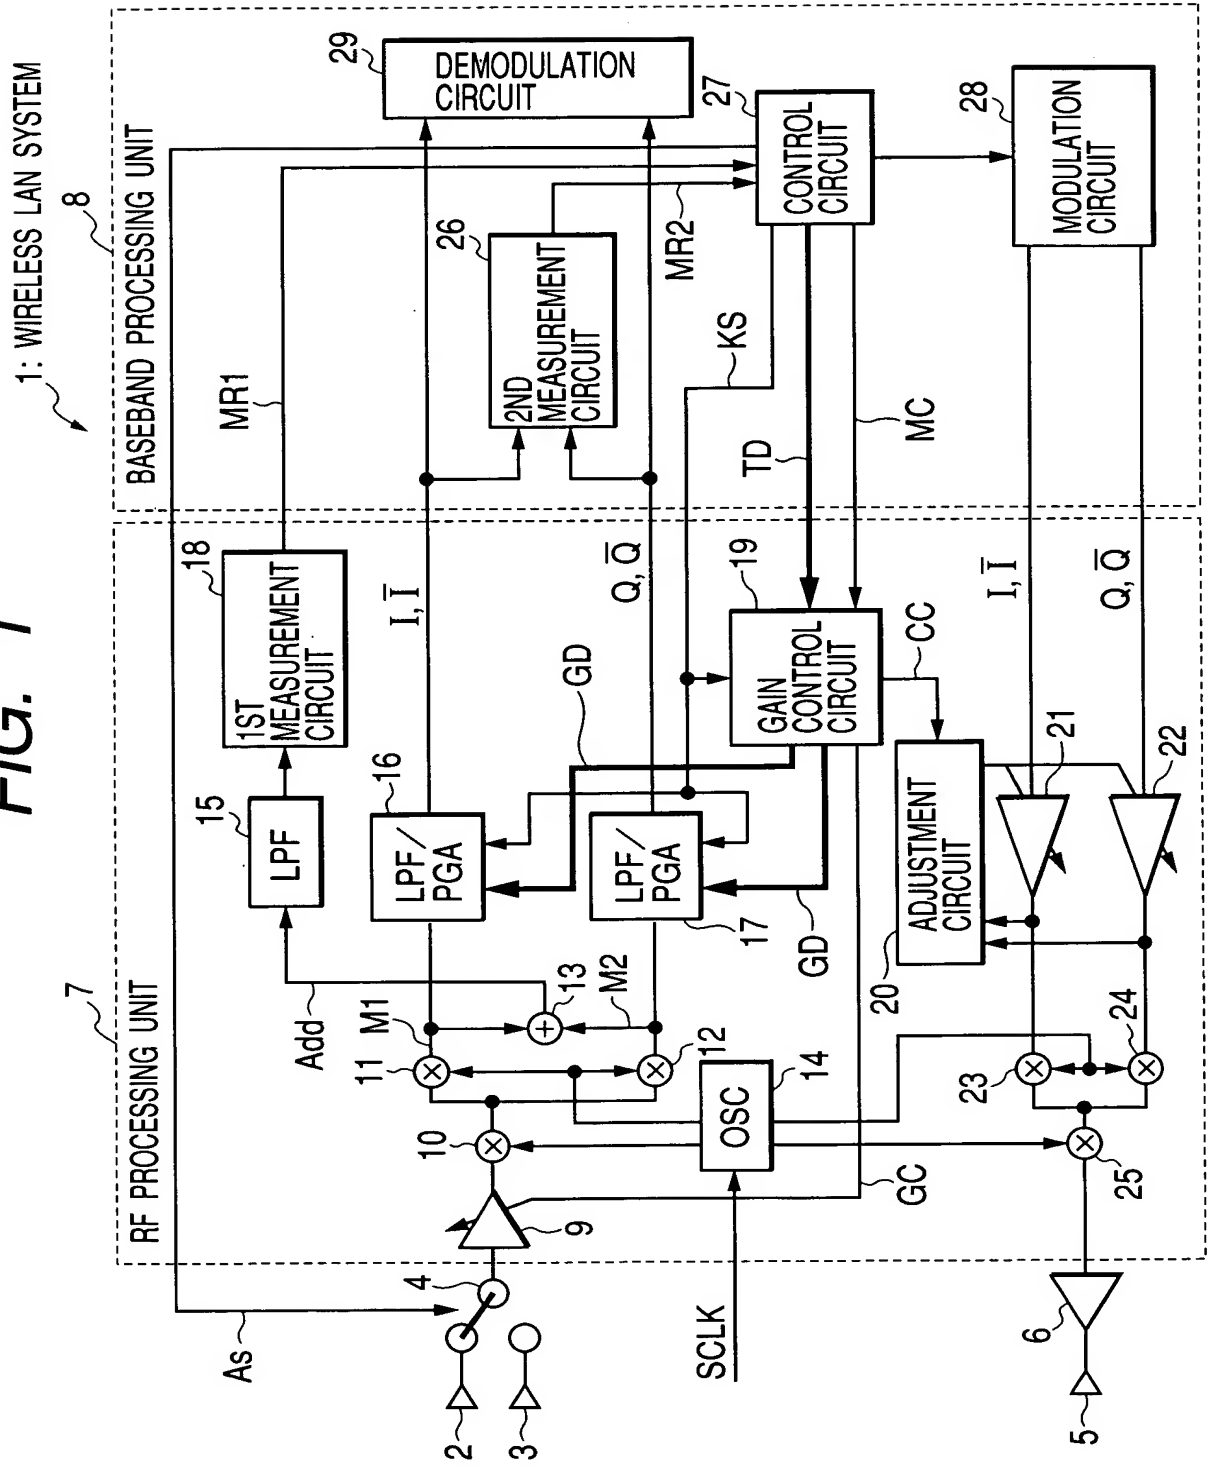 FIG. 1
1: WIRELESS LAN SYSTEM
7
RF PROCESSING UNIT
8
BASEBAND PROCESSING UNIT
As
Add
15
LPF
18
1ST
MEASUREMENT
CIRCUIT
MR1
29
DEMODULATION
CIRCUIT
2
3
4
9
10
11
M1
13
M2
12
16
LPF/
PGA
I, I
GD
17
LPF/
PGA
Q, Q
26
2ND
MEASUREMENT
CIRCUIT
MR2
27
CONTROL
CIRCUIT
KS
TD
MC
SCLK
OSC
14
GC
GD
19
GAIN
CONTROL
CIRCUIT
CC
20
ADJUSTMENT
CIRCUIT
21
22
I, I
Q, Q
28
MODULATION
CIRCUIT
23
24
25
5
6